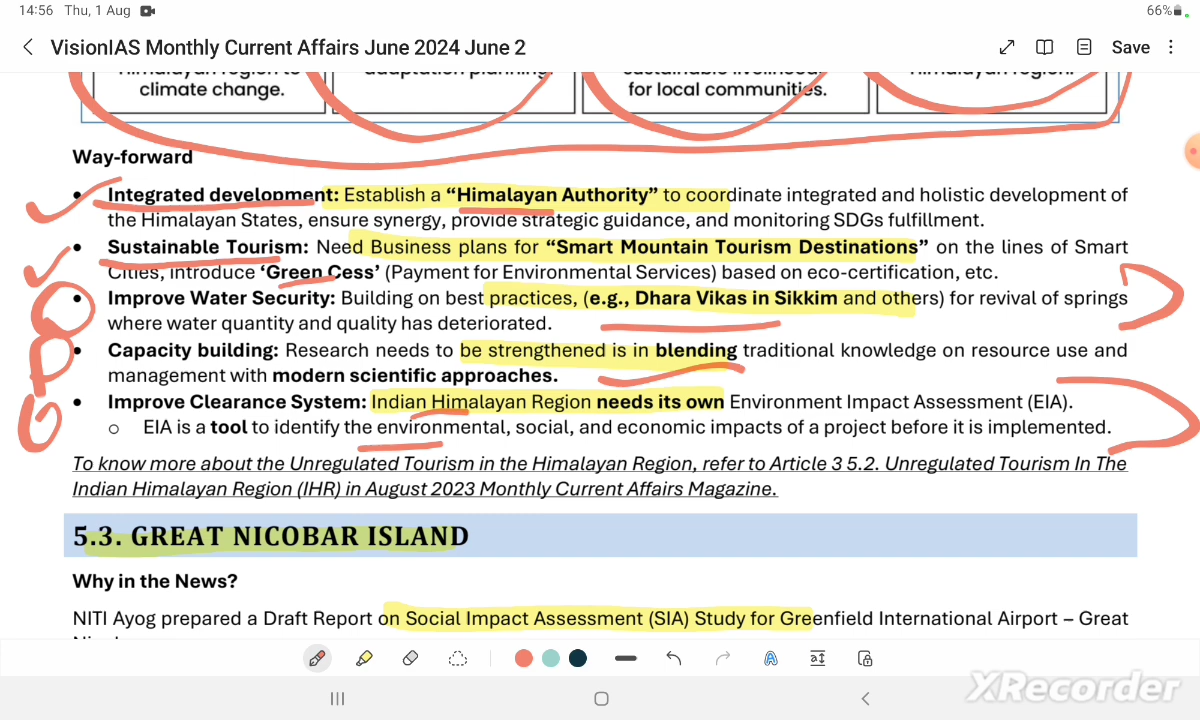 14:56 Thu, 1 Aug
66%
VisionIAS Monthly Current Affairs June 2024 June 2
Save
climate change.
adaptation planning.
for local communities.
Himalayan region.
Way-forward
• Integrated development: Establish a “Himalayan Authority” to coordinate integrated and holistic development of
the Himalayan States, ensure synergy, provide strategic guidance, and monitoring SDGs fulfillment.
• Sustainable Tourism: Need Business plans for “Smart Mountain Tourism Destinations” on the lines of Smart
Cities, introduce ‘Green Cess’ (Payment for Environmental Services) based on eco-certification, etc.
• Improve Water Security: Building on best practices, (e.g., Dhara Vikas in Sikkim and others) for revival of springs
where water quantity and quality has deteriorated.
• Capacity building: Research needs to be strengthened is in blending traditional knowledge on resource use and
management with modern scientific approaches.
• Improve Clearance System: Indian Himalayan Region needs its own Environment Impact Assessment (EIA).
o EIA is a tool to identify the environmental, social, and economic impacts of a project before it is implemented.
To know more about the Unregulated Tourism in the Himalayan Region, refer to Article 3 5.2. Unregulated Tourism In The
Indian Himalayan Region (IHR) in August 2023 Monthly Current Affairs Magazine.
5.3. GREAT NICOBAR ISLAND
Why in the News?
NITI Ayog prepared a Draft Report on Social Impact Assessment (SIA) Study for Greenfield International Airport – Great
XRecorder